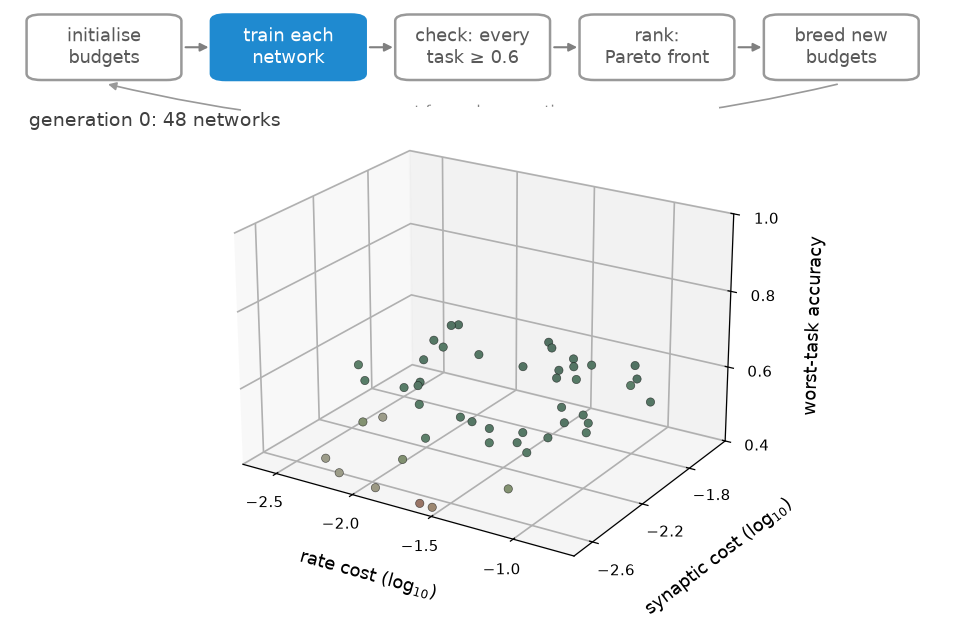 initialise
budgets
train each
network
check: every
task ≥ 0.6
rank:
Pareto front
breed new
budgets
generation 0: 48 networks
1.0
0.8
0.6
0.4
worst-task accuracy
−2.5
−2.0
−1.5
−1.0
rate cost (log₁₀)
−1.8
−2.2
−2.6
synaptic cost (log₁₀)